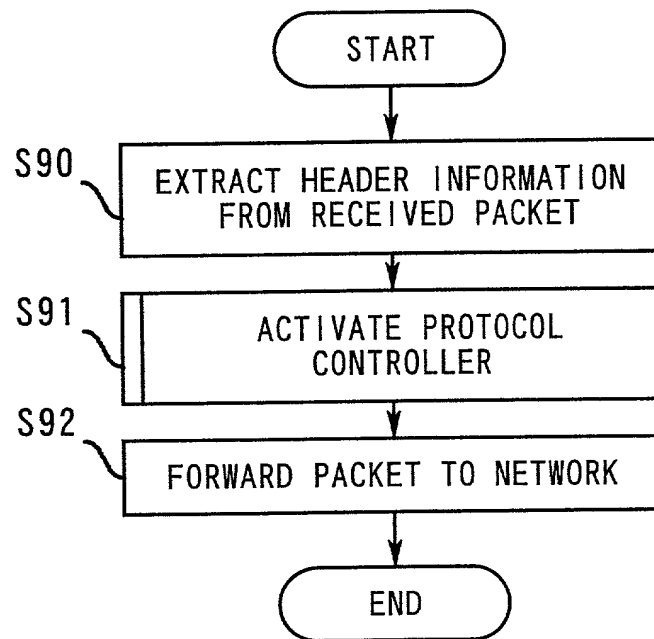 START
S90
EXTRACT HEADER INFORMATION
FROM RECEIVED PACKET
S91
ACTIVATE PROTOCOL
CONTROLLER
S92
FORWARD PACKET TO NETWORK
END